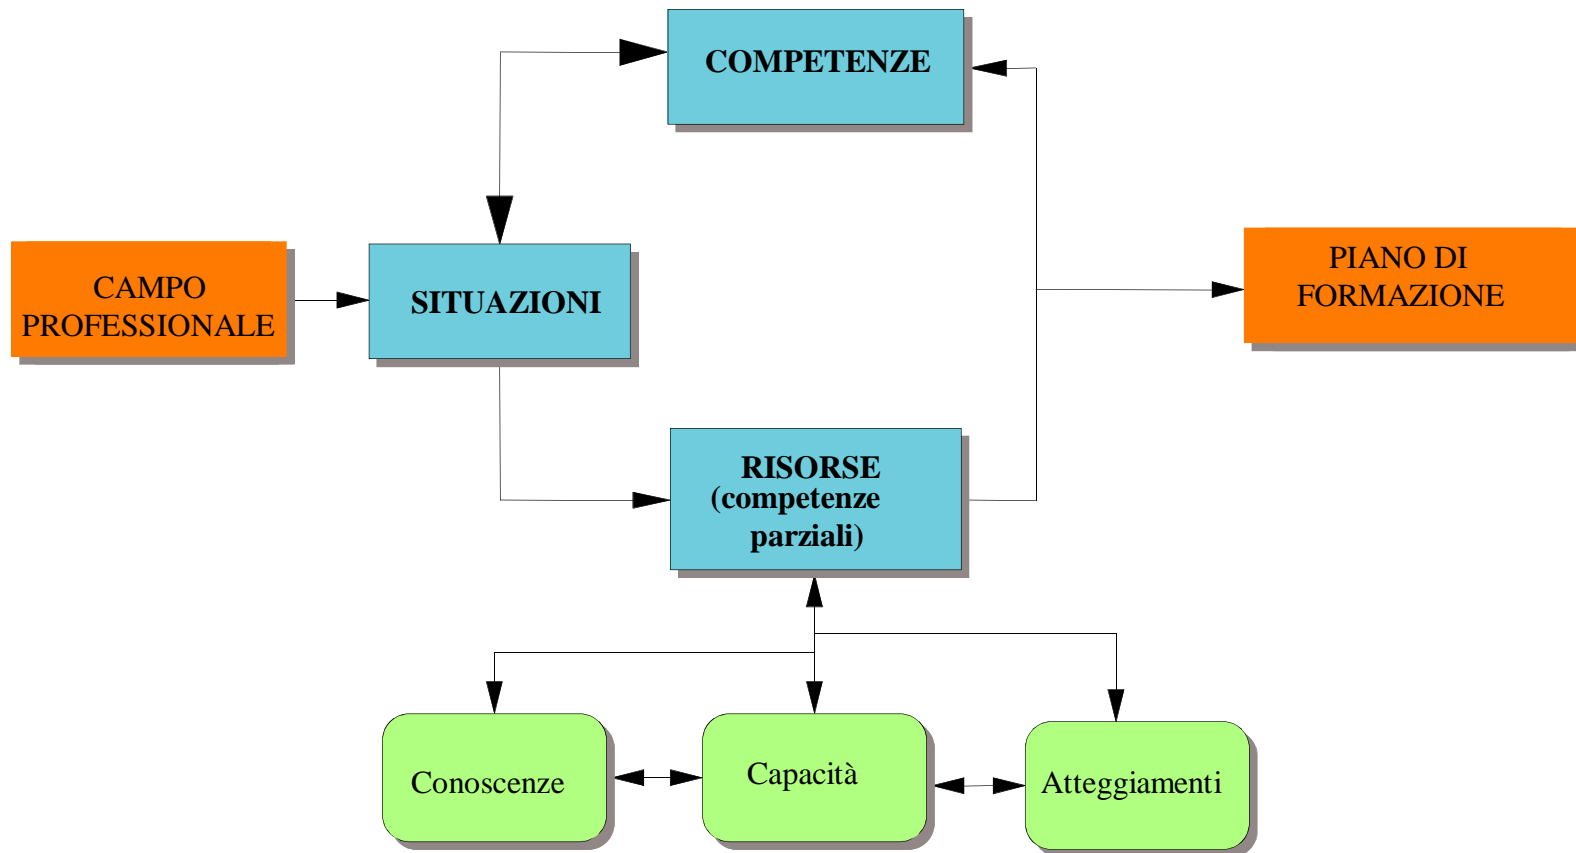 COMPETENZE
CAMPO
PROFESSIONALE
SITUAZIONI
PIANO DI
FORMAZIONE
RISORSE
(competenze
parziali)
Conoscenze
Capacità
Atteggiamenti